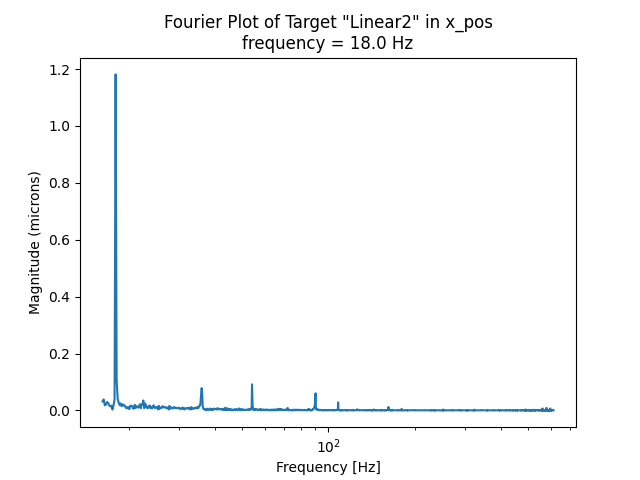 Fourier Plot of Target "Linear2" in x_pos
frequency = 18.0 Hz
1.2
1.0
0.8
0.6
0.4
0.2
0.0
Magnitude (microns)
10²
Frequency [Hz]